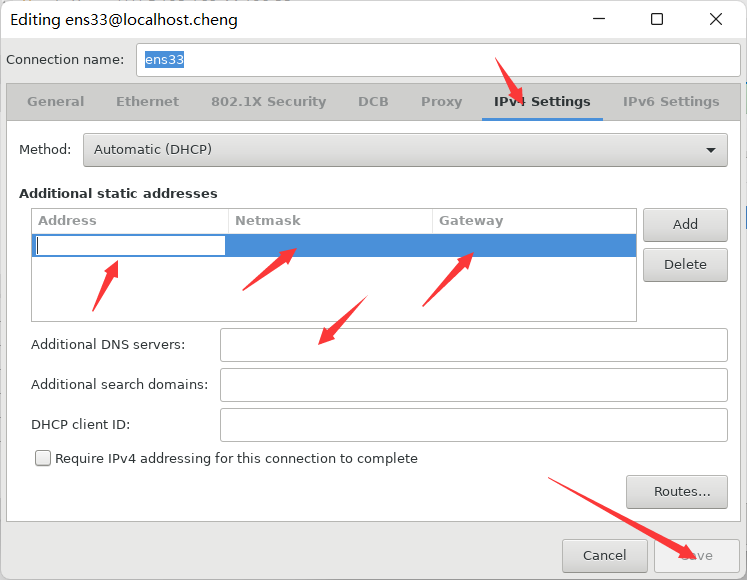 Editing ens33@localhost.cheng
Connection name: ens33
General Ethernet 802.1X Security DCB Proxy IPv4 Settings IPv6 Settings
Method: Automatic (DHCP)
Additional static addresses
Address Netmask Gateway
Add
Delete
Additional DNS servers:
Additional search domains:
DHCP client ID:
Require IPv4 addressing for this connection to complete
Routes...
Cancel Save